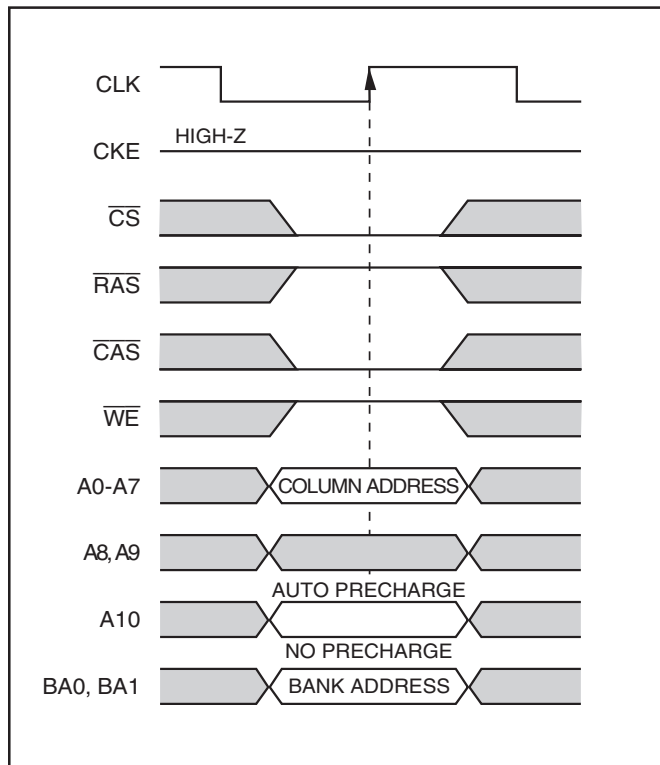 CLK
HIGH-Z
CKE
CS
RAS
CAS
WE
A0-A7 COLUMN ADDRESS
A8, A9
AUTO PRECHARGE
A10
NO PRECHARGE
BA0, BA1 BANK ADDRESS